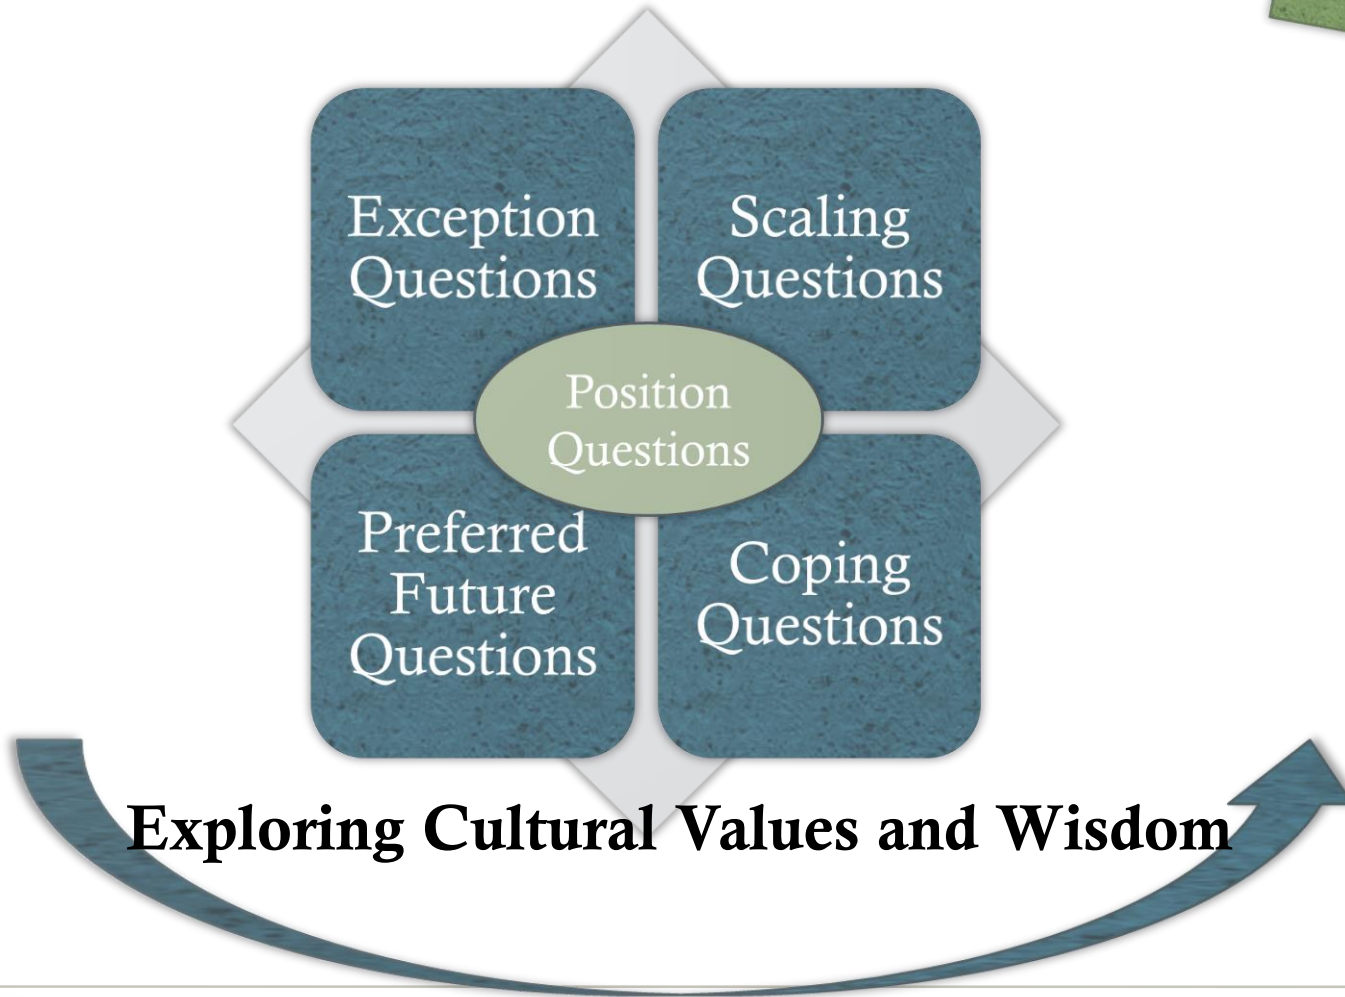 Exception
Questions
Scaling
Questions
Position
Questions
Preferred
Future
Questions
Coping
Questions
Exploring Cultural Values and Wisdom